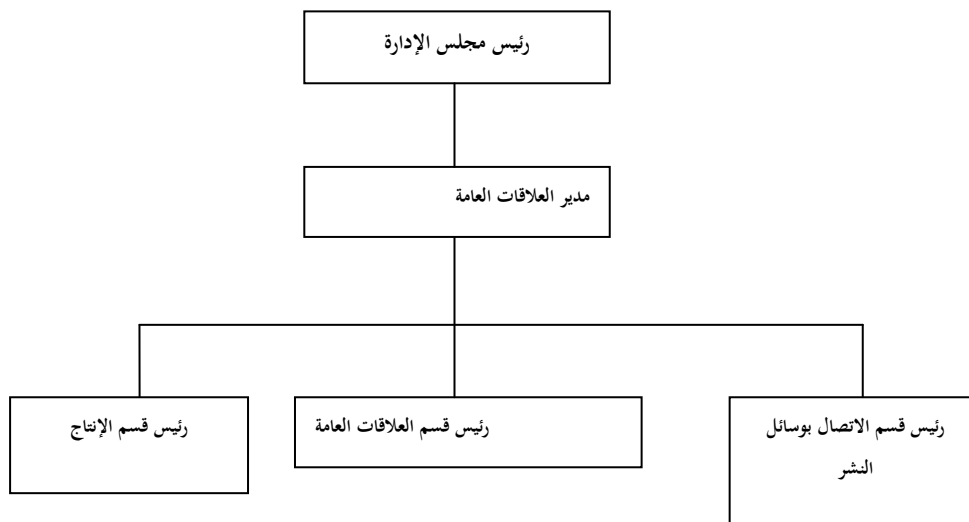 رئيس مجلس الإدارة
مدير العلاقات العامة
رئيس قسم الاتصال بوسائل
النشر
رئيس قسم العلاقات العامة
رئيس قسم الإنتاج